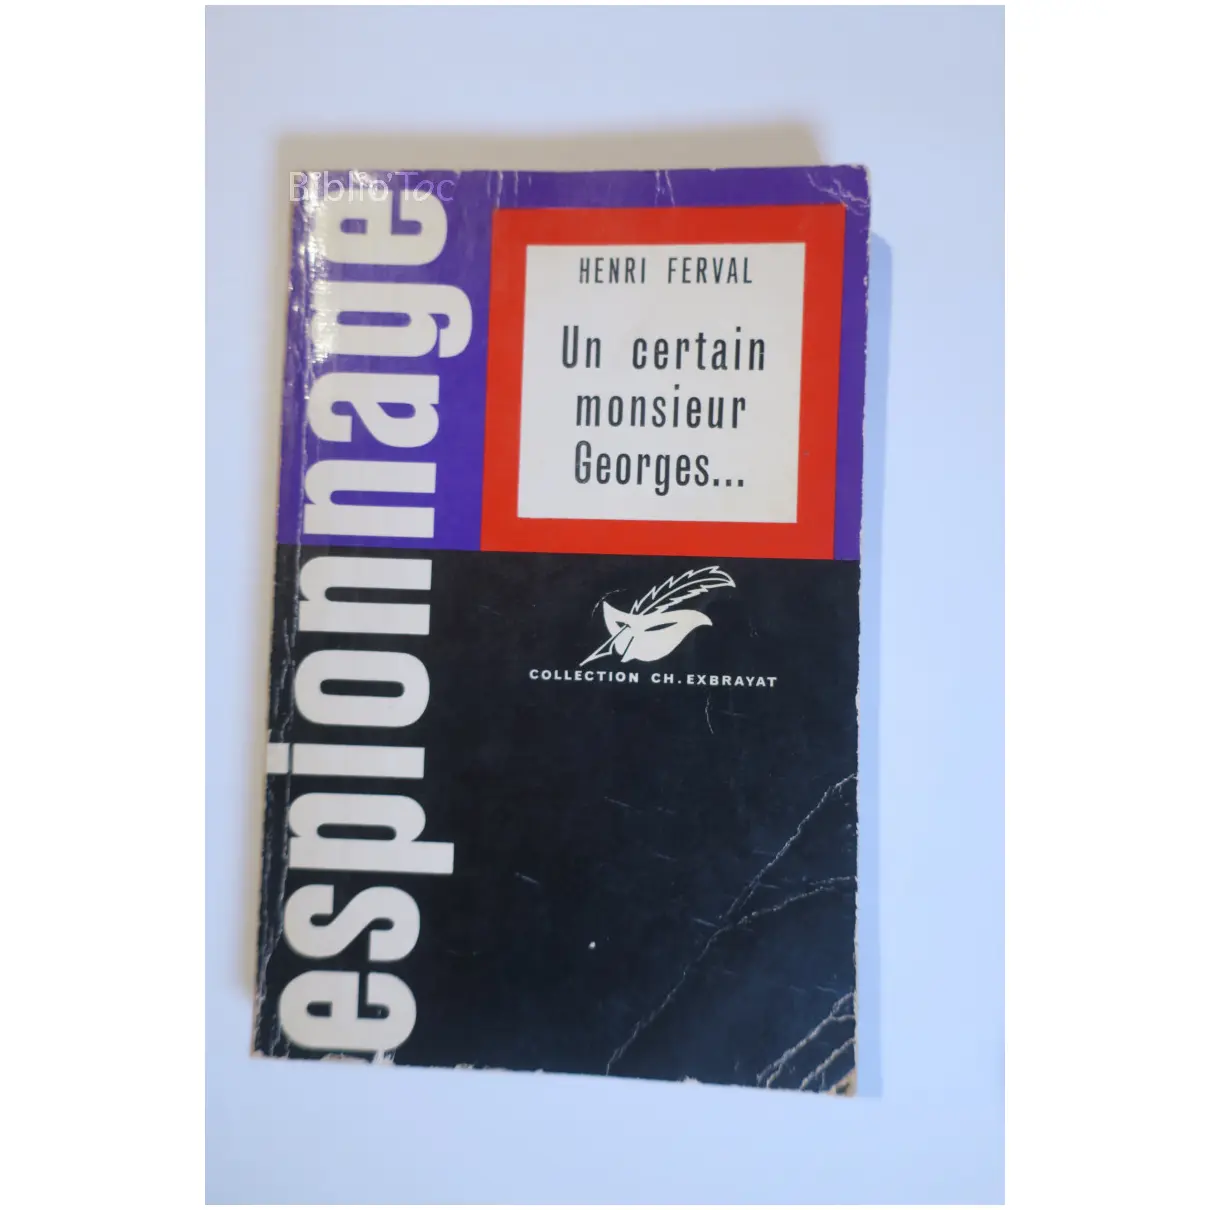 Biblio'Toc
espionnage
HENRI FERVAL
Un certain
monsieur
Georges...
COLLECTION CH. EXBRAYAT